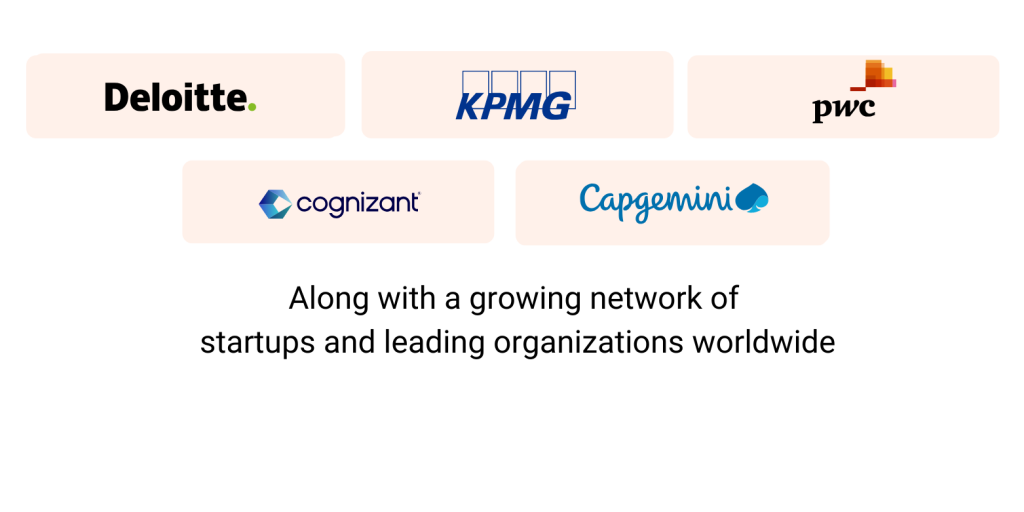 Deloitte.
KPMG
pwc
cognizant
Capgemini
Along with a growing network of
startups and leading organizations worldwide